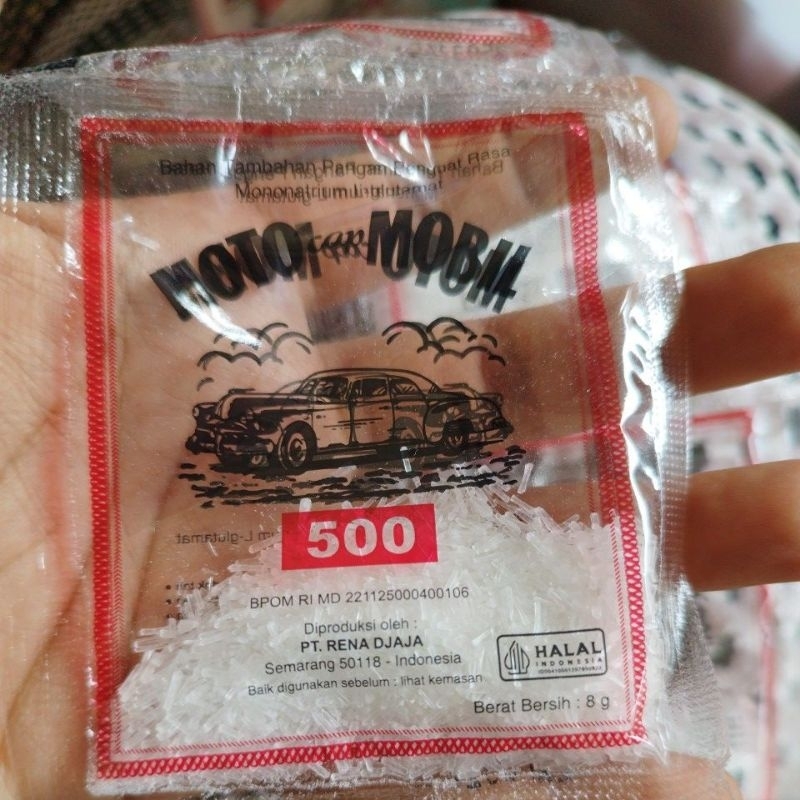 Bahan Tambahan Pangan Penguat Rasa
Mononatrium L-glutamat
MOTO cap MOBIL
500
BPOM RI MD 221125000400106
Diproduksi oleh :
PT. RENA DJAJA
Semarang 50118 - Indonesia
Baik digunakan sebelum : lihat kemasan
HALAL
INDONESIA
Berat Bersih : 8 g